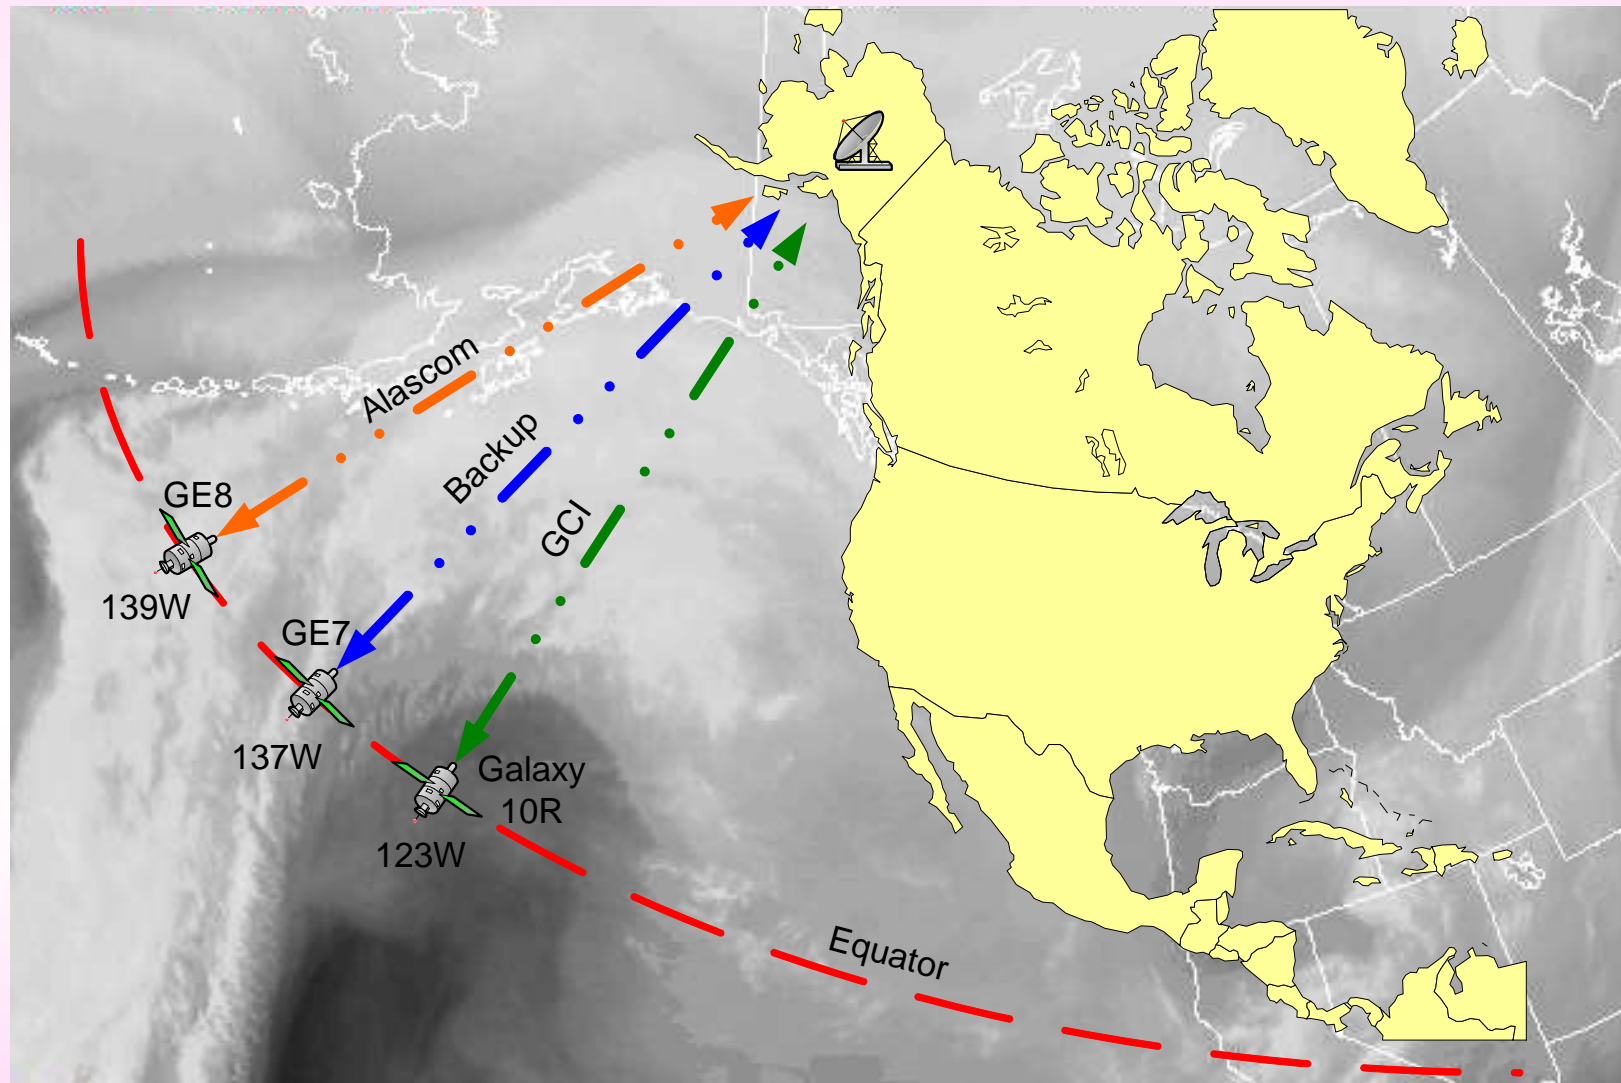 Alascom
Backup
GCI
GE8
139W
GE7
137W
Galaxy
10R
123W
Equator